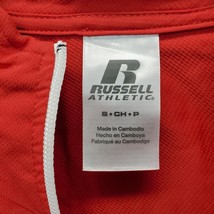 R
RUSSELL
ATHLETIC
S • CH • P
Made in Cambodia
Hecho en Camboya
Fabriqué au Cambodge